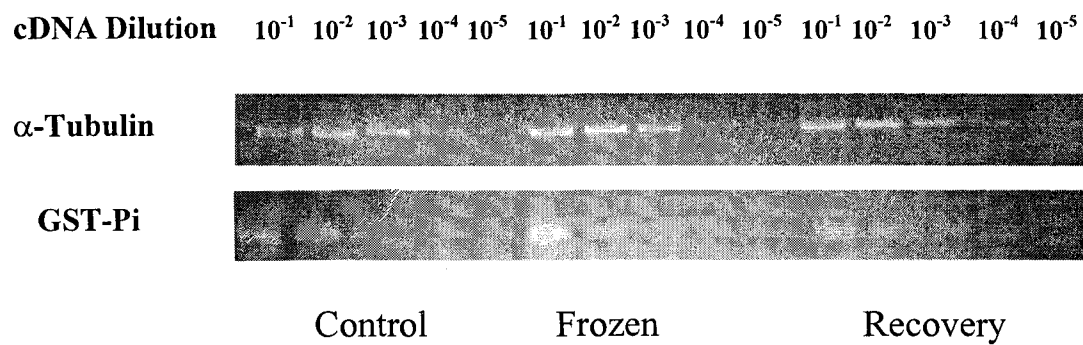 cDNA Dilution 10⁻¹ 10⁻² 10⁻³ 10⁻⁴ 10⁻⁵ 10⁻¹ 10⁻² 10⁻³ 10⁻⁴ 10⁻⁵ 10⁻¹ 10⁻² 10⁻³ 10⁻⁴ 10⁻⁵
α-Tubulin
GST-Pi
Control Frozen Recovery